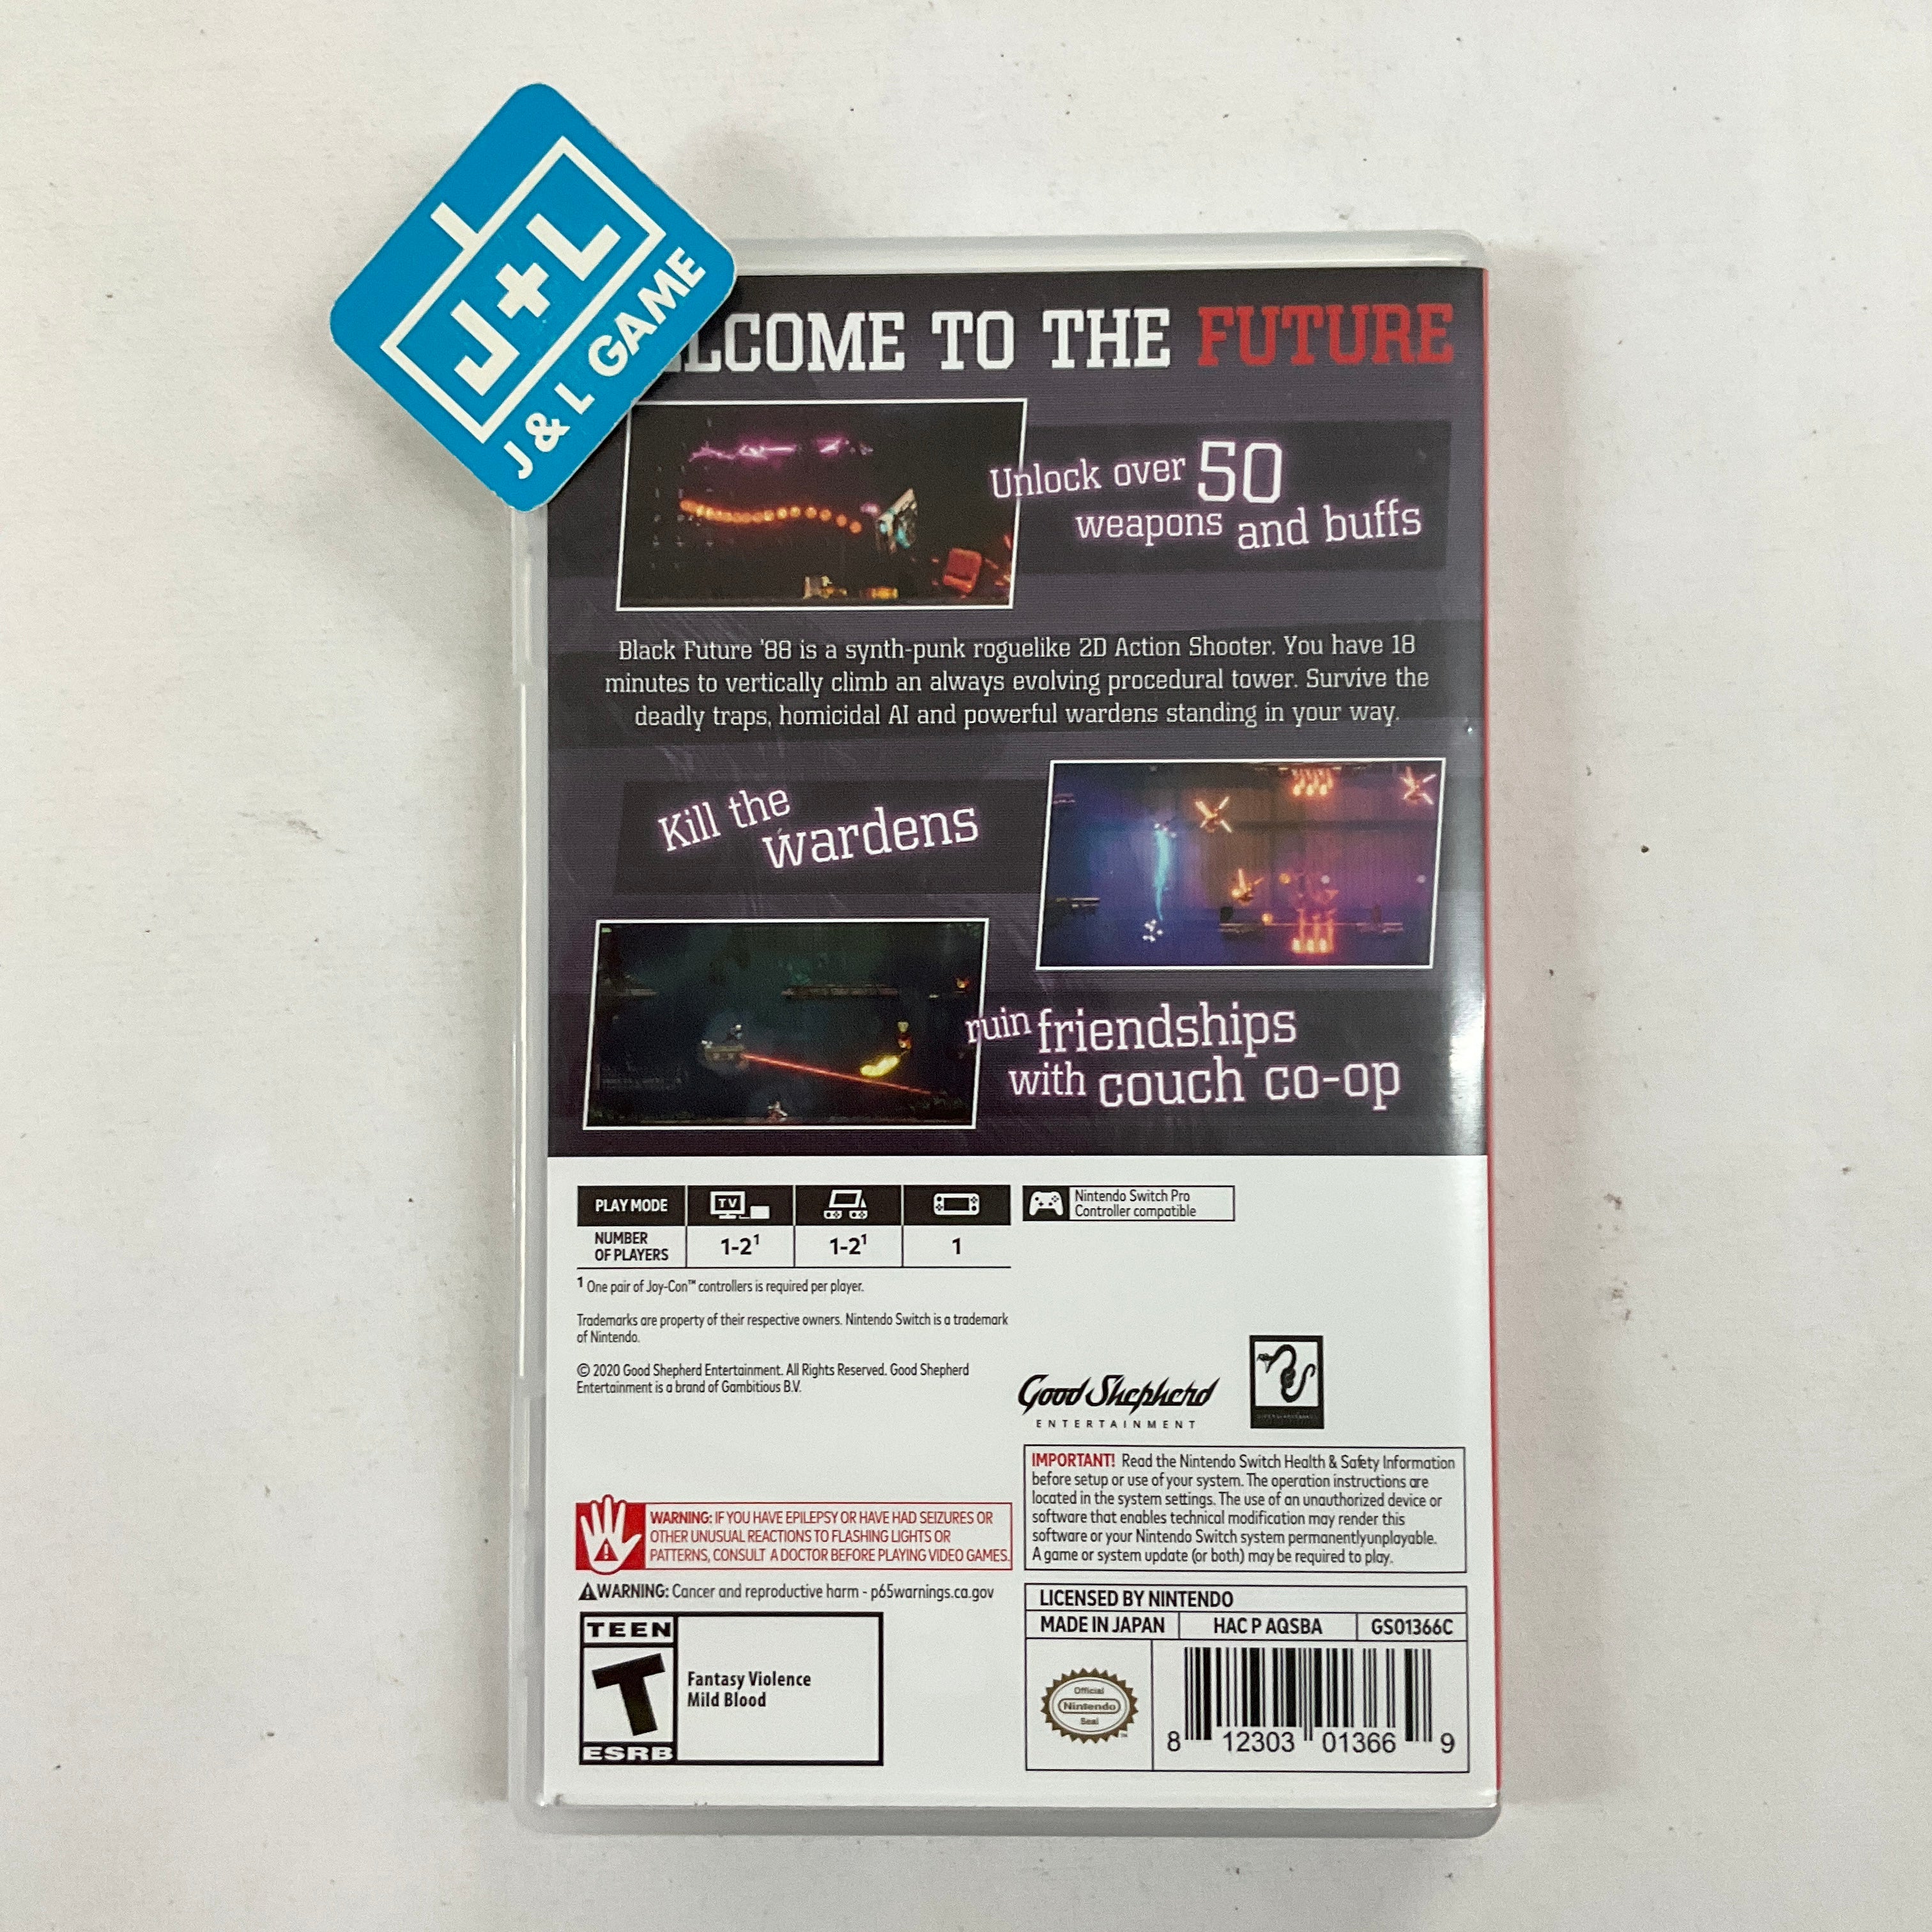 J+L
J & L GAME
LCOME TO THE FUTURE
Unlock over 50
weapons and buffs
Black Future '88 is a synth-punk roguelike 2D Action Shooter. You have 18
minutes to vertically climb an always evolving procedural tower. Survive the
deadly traps, homicidal AI and powerful wardens standing in your way.
Kill the
wardens
ruin friendships
with couch co-op
PLAY MODE TV
NUMBER
OF PLAYERS
1-2¹ 1-2¹ 1
Nintendo Switch Pro
Controller compatible
¹ One pair of Joy-Con™ controllers is required per player.
Trademarks are property of their respective owners. Nintendo Switch is a trademark
of Nintendo.
© 2020 Good Shepherd Entertainment. All Rights Reserved. Good Shepherd
Entertainment is a brand of Gambitious B.V.
Good Shepherd
ENTERTAINMENT
IMPORTANT! Read the Nintendo Switch Health & Safety Information
before setup or use of your system. The operation instructions are
located in the system settings. The use of an unauthorized device or
software that enables technical modification may render this
software or your Nintendo Switch system permanentlyunplayable.
A game or system update (or both) may be required to play.
WARNING: IF YOU HAVE EPILEPSY OR HAVE HAD SEIZURES OR
OTHER UNUSUAL REACTIONS TO FLASHING LIGHTS OR
PATTERNS, CONSULT A DOCTOR BEFORE PLAYING VIDEO GAMES.
WARNING: Cancer and reproductive harm - p65warnings.ca.gov
TEEN
T
ESRB
Fantasy Violence
Mild Blood
LICENSED BY NINTENDO
MADE IN JAPAN HAC P AQSBA GS01366C
Official
Nintendo
Seal
8 12303 01366 9